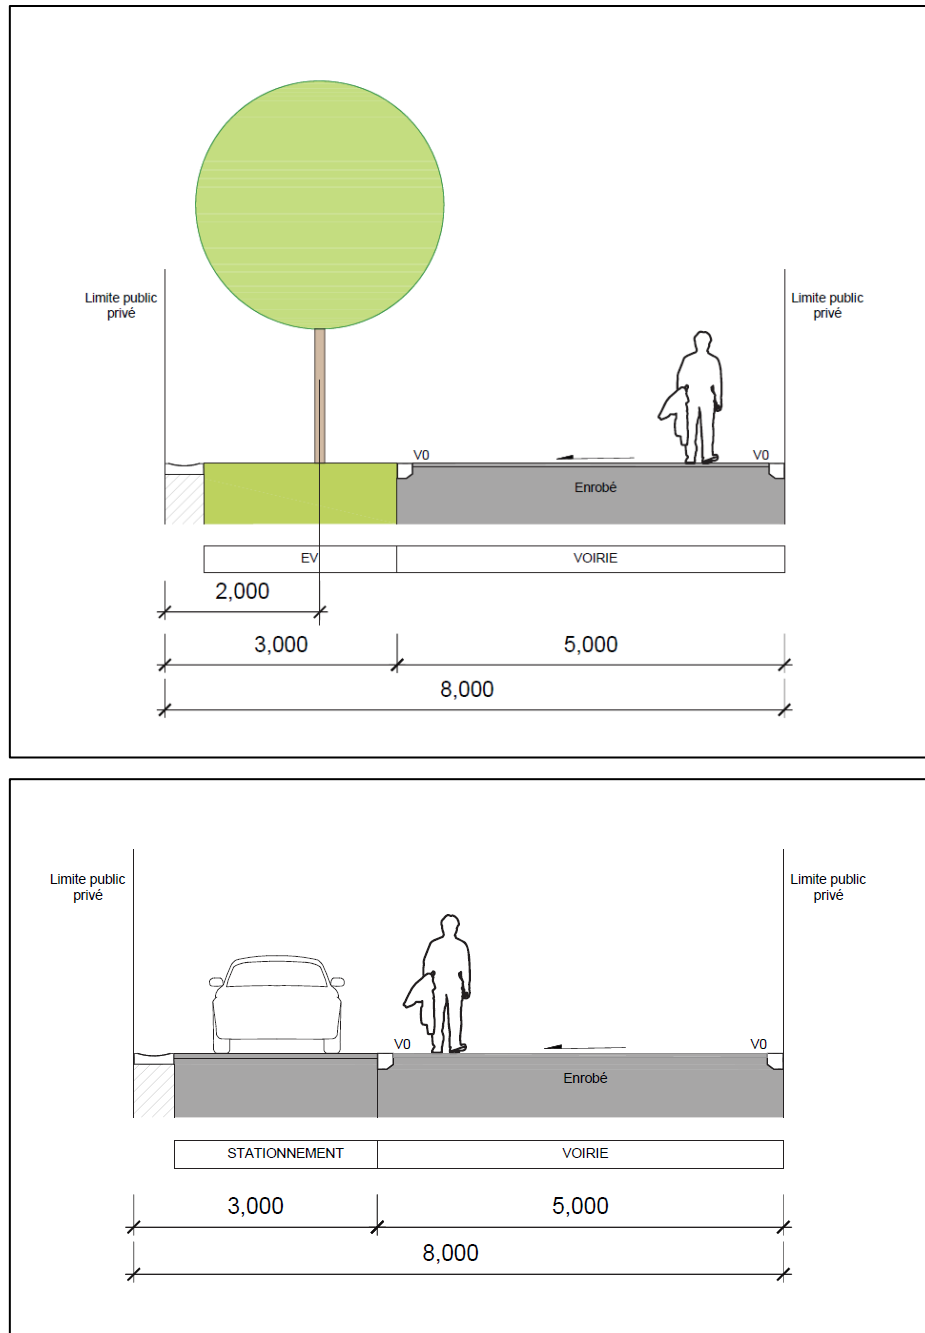 Limite public
privé
Limite public
privé
V0
V0
Enrobé
EV
VOIRIE
2,000
3,000
5,000
8,000
Limite public
privé
Limite public
privé
V0
V0
Enrobé
STATIONNEMENT
VOIRIE
3,000
5,000
8,000